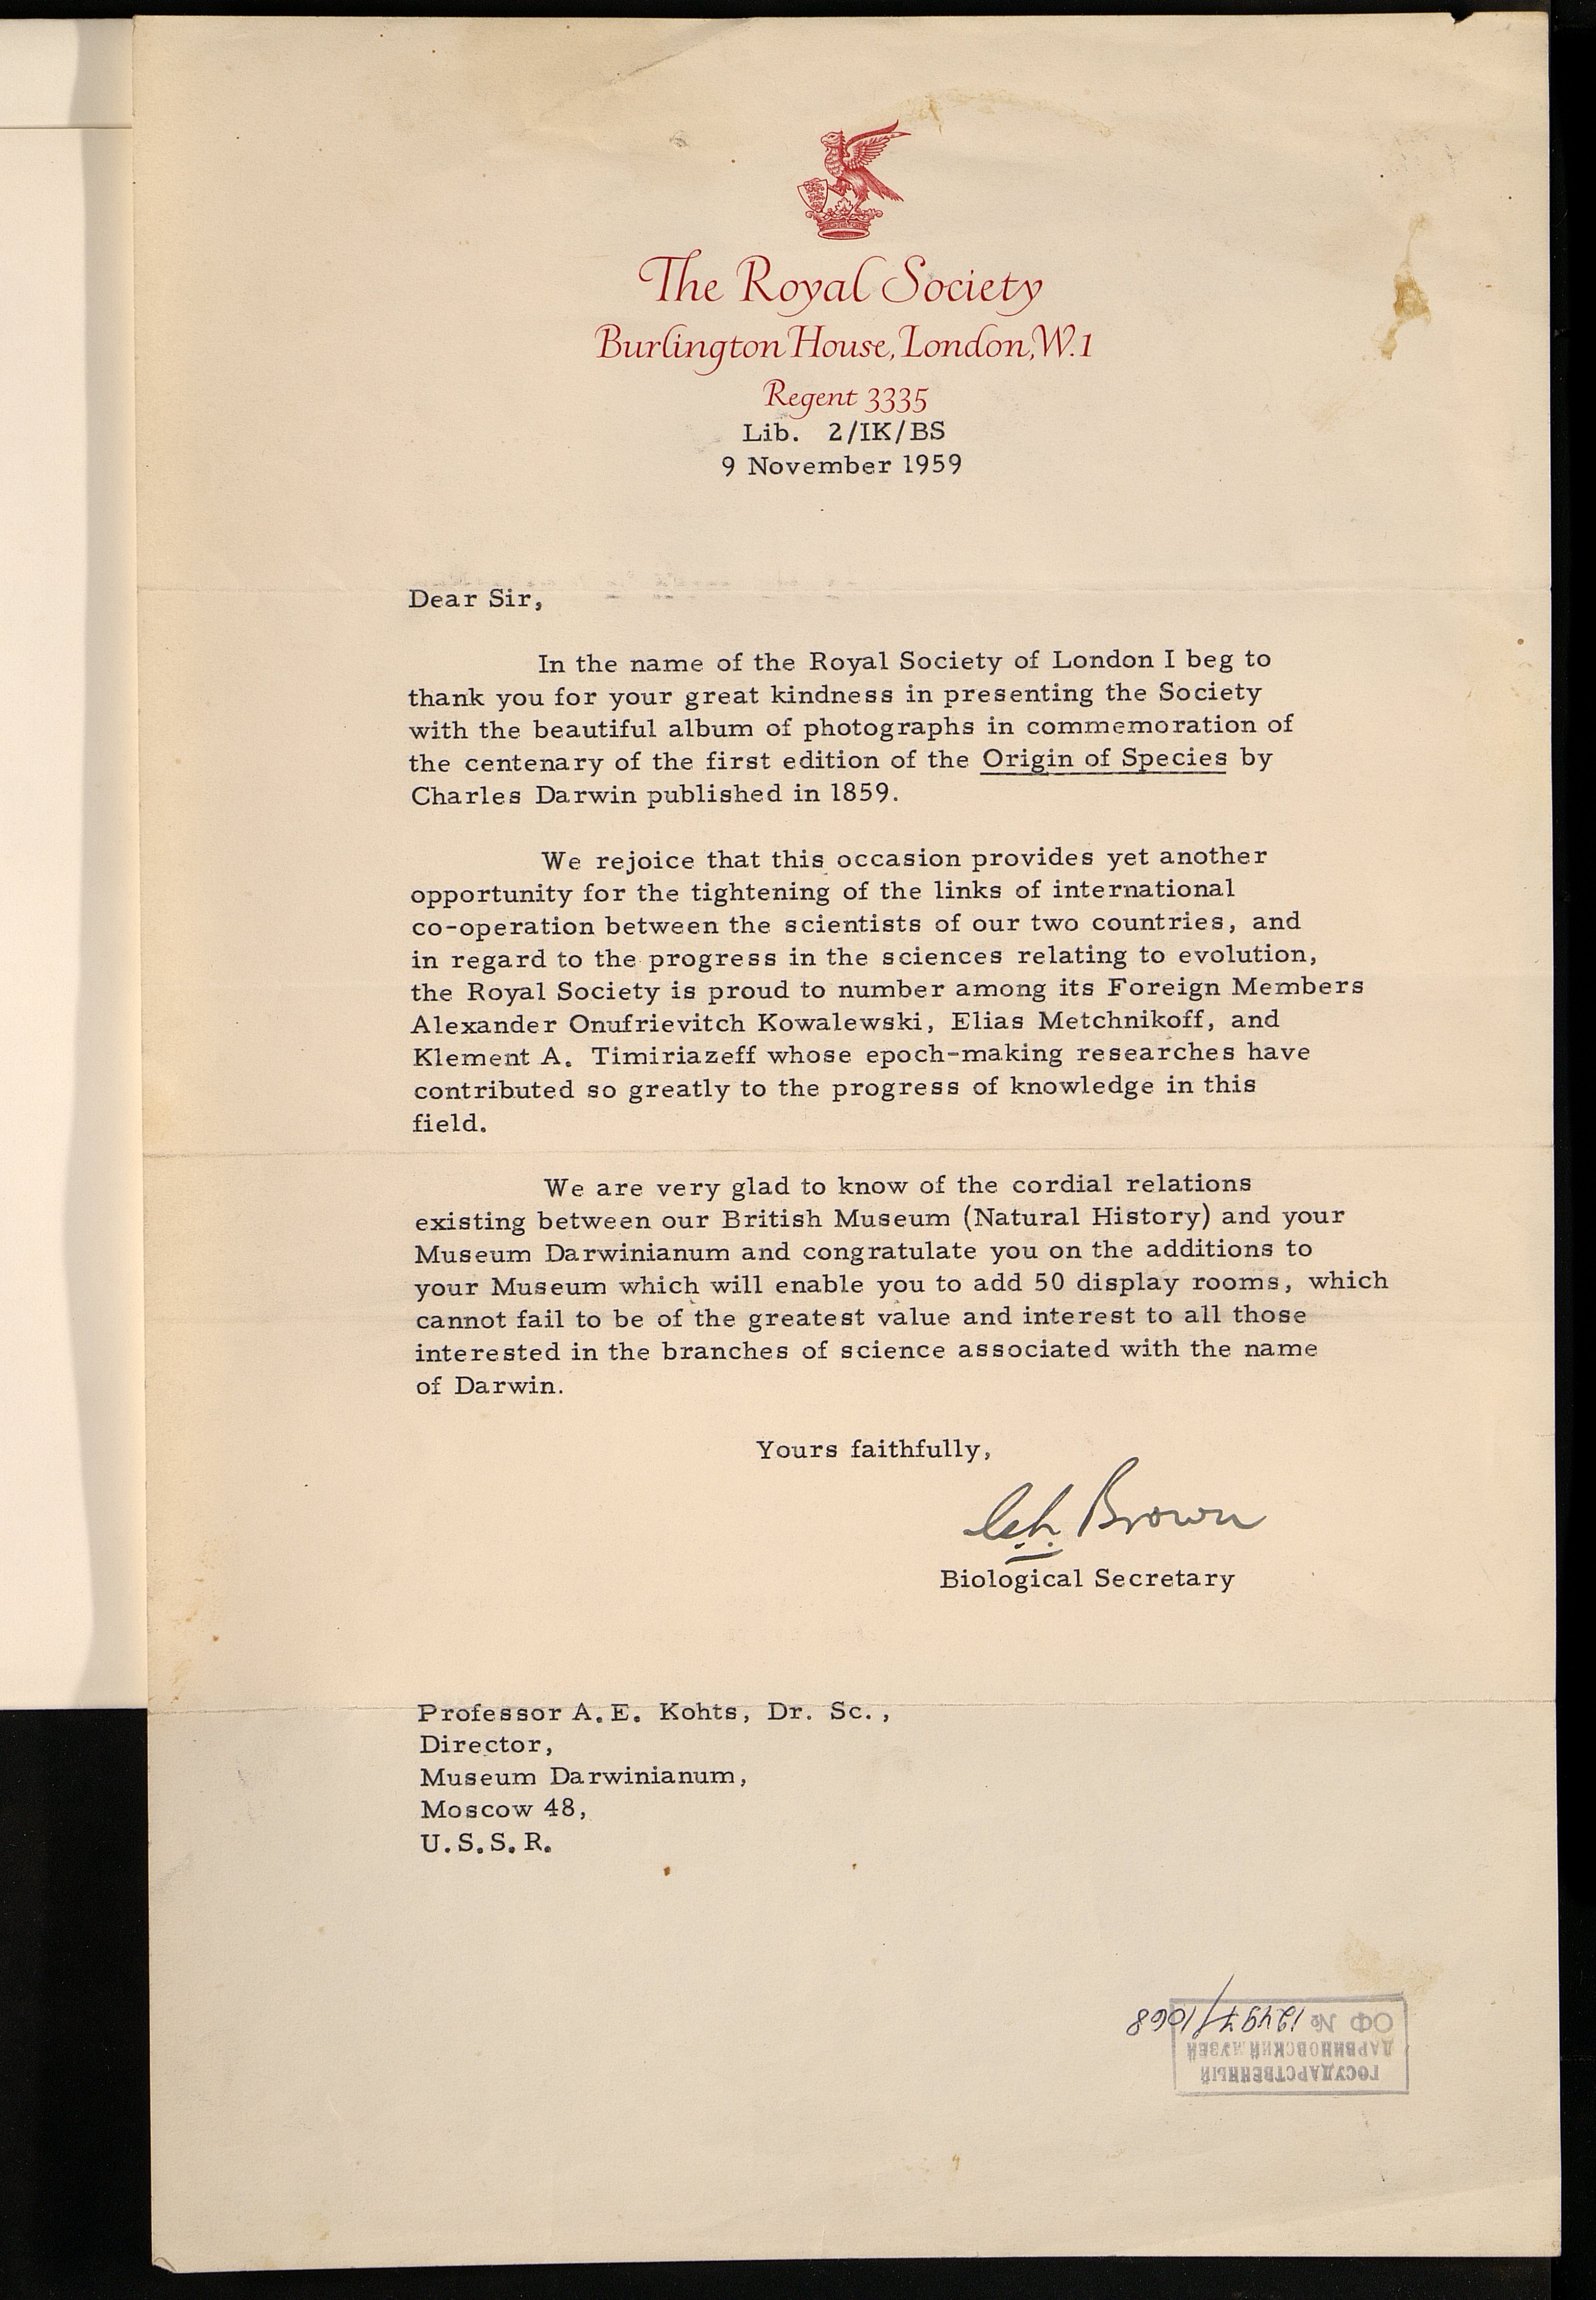 The Royal Society
Burlington House, London, W.1
Regent 3335
Lib. 2/IK/BS
9 November 1959
Dear Sir,
In the name of the Royal Society of London I beg to
thank you for your great kindness in presenting the Society
with the beautiful album of photographs in commemoration of
the centenary of the first edition of the Origin of Species by
Charles Darwin published in 1859.
We rejoice that this occasion provides yet another
opportunity for the tightening of the links of international
co-operation between the scientists of our two countries, and
in regard to the progress in the sciences relating to evolution,
the Royal Society is proud to number among its Foreign Members
Alexander Onufrievitch Kowalewski, Elias Metchnikoff, and
Klement A. Timiriazeff whose epoch-making researches have
contributed so greatly to the progress of knowledge in this
field.
We are very glad to know of the cordial relations
existing between our British Museum (Natural History) and your
Museum Darwinianum and congratulate you on the additions to
your Museum which will enable you to add 50 display rooms, which
cannot fail to be of the greatest value and interest to all those
interested in the branches of science associated with the name
of Darwin.
Yours faithfully,
Brown
Biological Secretary
Professor A. E. Kohts, Dr. Sc.,
Director,
Museum Darwinianum,
Moscow 48,
U.S.S.R.
ГОСУДАРСТВЕННЫЙ
ДАРВИНОВСКИЙ МУЗЕЙ
ОФ № 12497/1068